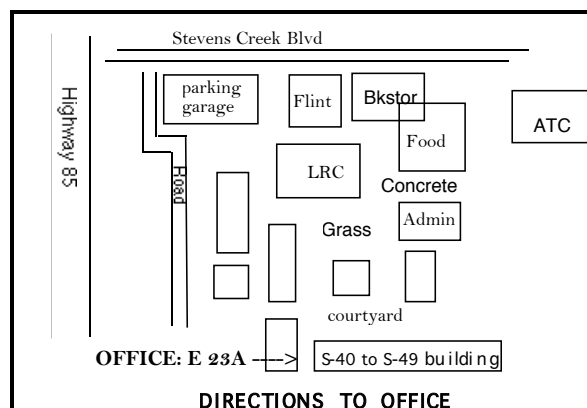 Stevens Creek Blvd
Highway 85
parking
garage
Flint
Bkstor
ATC
Food
Road
LRC
Concrete
Admin
Grass
courtyard
OFFICE: E 23A ---->
S-40 to S-49 building
DIRECTIONS TO OFFICE